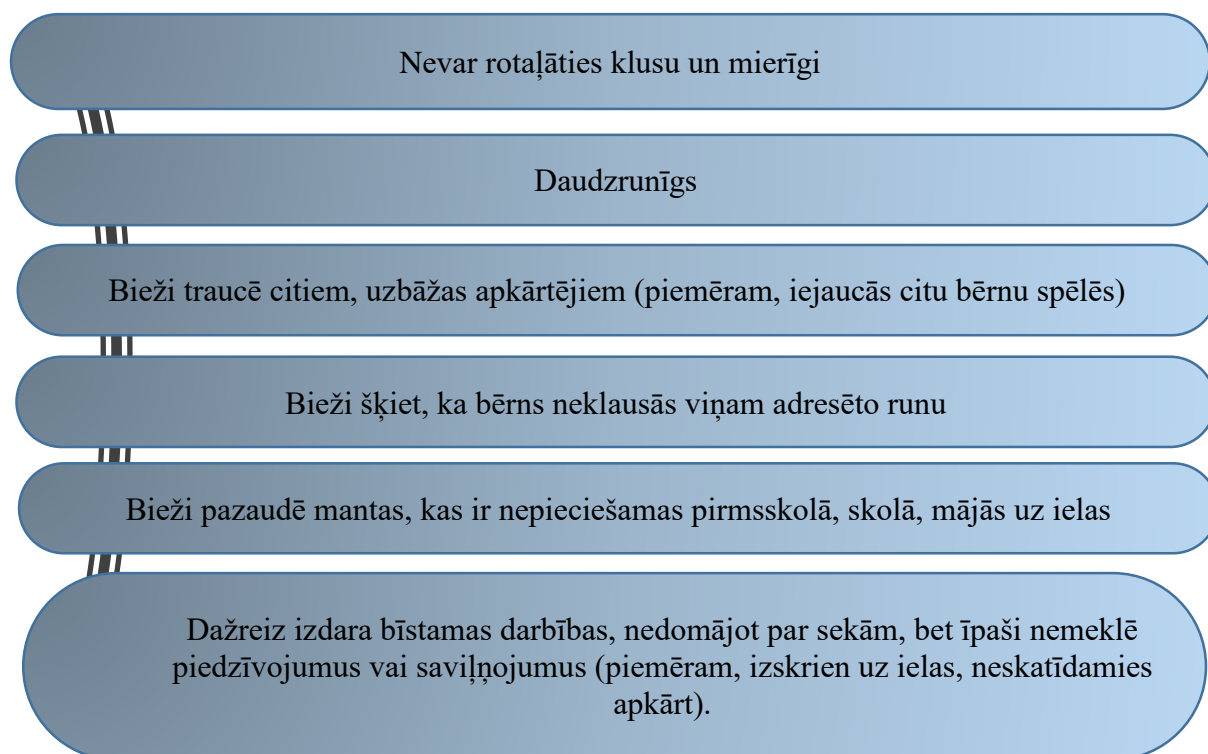 Nevar rotaļāties klusu un mierīgi
Daudzrunīgs
Bieži traucē citiem, uzbāžas apkārtējiem (piemēram, iejaucās citu bērnu spēlēs)
Bieži šķiet, ka bērns neklausās viņam adresēto runu
Bieži pazaudē mantas, kas ir nepieciešamas pirmsskolā, skolā, mājās uz ielas
Dažreiz izdara bīstamas darbības, nedomājot par sekām, bet īpaši nemeklē
piedzīvojumus vai saviļņojumus (piemēram, izskrien uz ielas, neskatīdamies
apkārt).